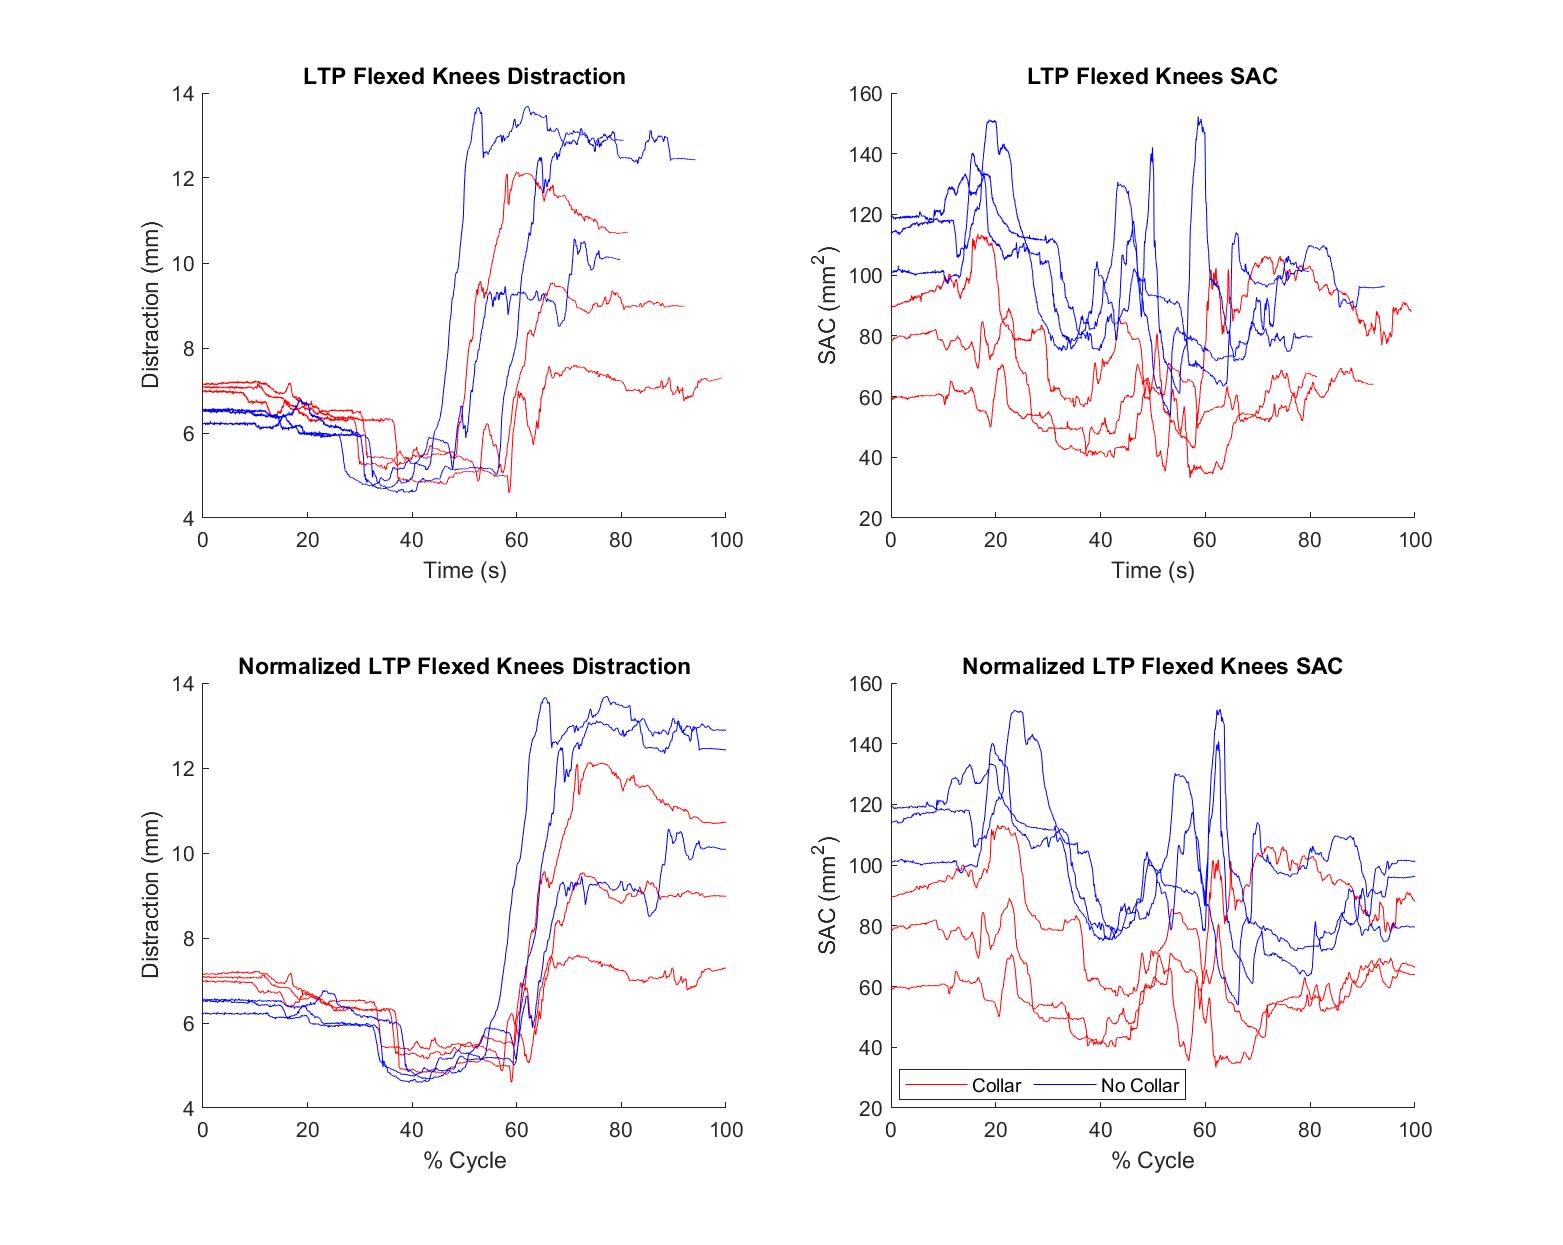 LTP Flexed Knees Distraction
14
12
10
8
6
4
Distraction (mm)
0 20 40 60 80 100
Time (s)
LTP Flexed Knees SAC
160
140
120
100
80
60
40
20
SAC (mm²)
0 20 40 60 80 100
Time (s)
Normalized LTP Flexed Knees Distraction
14
12
10
8
6
4
Distraction (mm)
0 20 40 60 80 100
% Cycle
Normalized LTP Flexed Knees SAC
160
140
120
100
80
60
40
20
SAC (mm²)
Collar No Collar
0 20 40 60 80 100
% Cycle